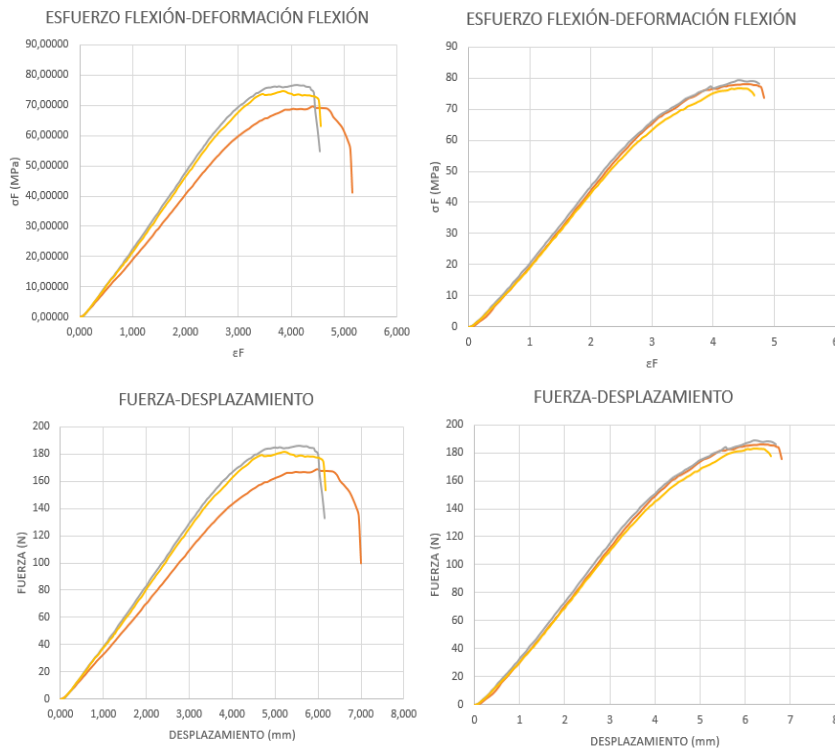 ESFUERZO FLEXIÓN-DEFORMACIÓN FLEXIÓN
90,00000
80,00000
70,00000
60,00000
50,00000
40,00000
30,00000
20,00000
10,00000
0,00000
σF (MPa)
0,000 1,000 2,000 3,000 4,000 5,000 6,000
εF
ESFUERZO FLEXIÓN-DEFORMACIÓN FLEXIÓN
90
80
70
60
50
40
30
20
10
0
σF (MPa)
0 1 2 3 4 5 6
εF
FUERZA-DESPLAZAMIENTO
200
180
160
140
120
100
80
60
40
20
0
FUERZA (N)
0,000 1,000 2,000 3,000 4,000 5,000 6,000 7,000 8,000
DESPLAZAMIENTO (mm)
FUERZA-DESPLAZAMIENTO
200
180
160
140
120
100
80
60
40
20
0
FUERZA (N)
0 1 2 3 4 5 6 7 8
DESPLAZAMIENTO (mm)